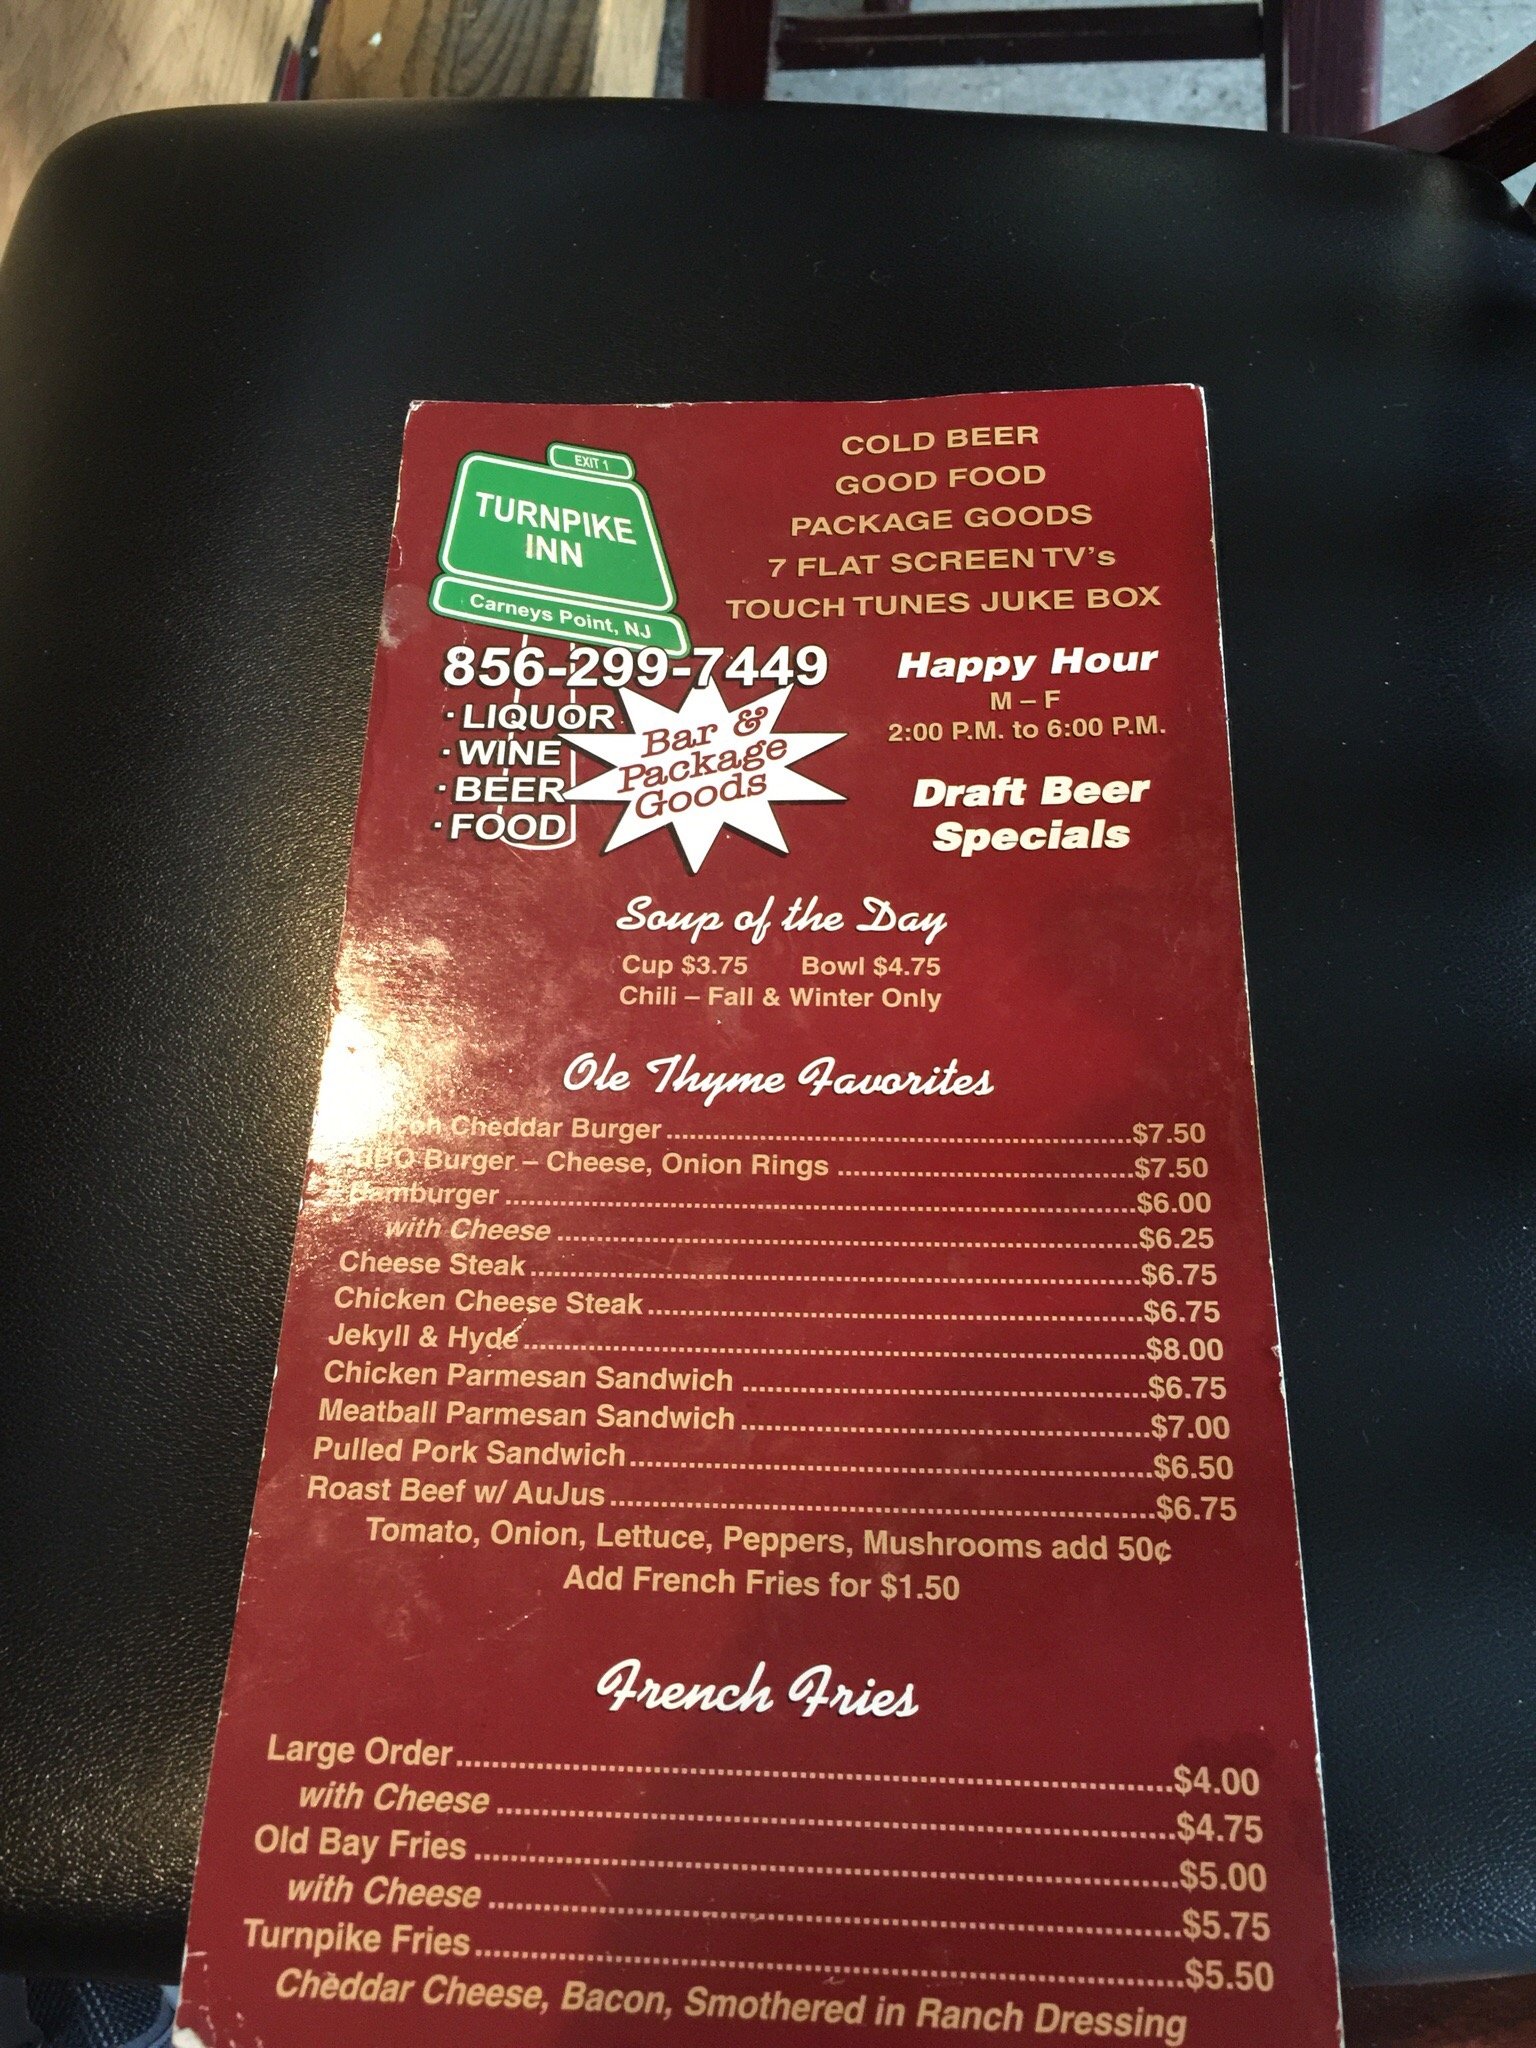 EXIT 1
TURNPIKE
INN
Carneys Point, NJ
856-299-7449
· LIQUOR
· WINE
· BEER
· FOOD
Bar &
Package
Goods
COLD BEER
GOOD FOOD
PACKAGE GOODS
7 FLAT SCREEN TV's
TOUCH TUNES JUKE BOX
Happy Hour
M – F
2:00 P.M. to 6:00 P.M.
Draft Beer
Specials
Soup of the Day
Cup $3.75 Bowl $4.75
Chili – Fall & Winter Only
Ole Thyme Favorites
Bacon Cheddar Burger $7.50
BBQ Burger – Cheese, Onion Rings $7.50
Hamburger $6.00
with Cheese $6.25
Cheese Steak $6.75
Chicken Cheese Steak $6.75
Jekyll & Hyde $8.00
Chicken Parmesan Sandwich $6.75
Meatball Parmesan Sandwich $7.00
Pulled Pork Sandwich $6.50
Roast Beef w/ AuJus $6.75
Tomato, Onion, Lettuce, Peppers, Mushrooms add 50¢
Add French Fries for $1.50
French Fries
Large Order $4.00
with Cheese $4.75
Old Bay Fries $5.00
with Cheese $5.75
Turnpike Fries $5.50
Cheddar Cheese, Bacon, Smothered in Ranch Dressing